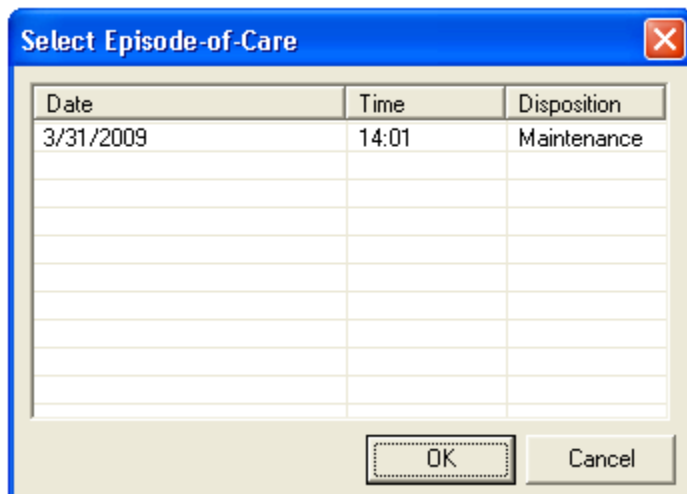 Select Episode-of-Care
Date Time Disposition
3/31/2009 14:01 Maintenance
OK Cancel